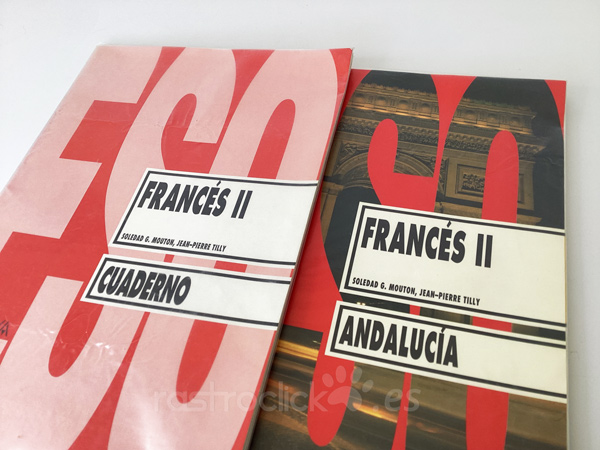 ESO
FRANCÉS II
SOLEDAD G. MOUTON, JEAN-PIERRE TILLY
CUADERNO
ESO
FRANCÉS II
SOLEDAD G. MOUTON, JEAN-PIERRE TILLY
ANDALUCÍA
rastroclick.es